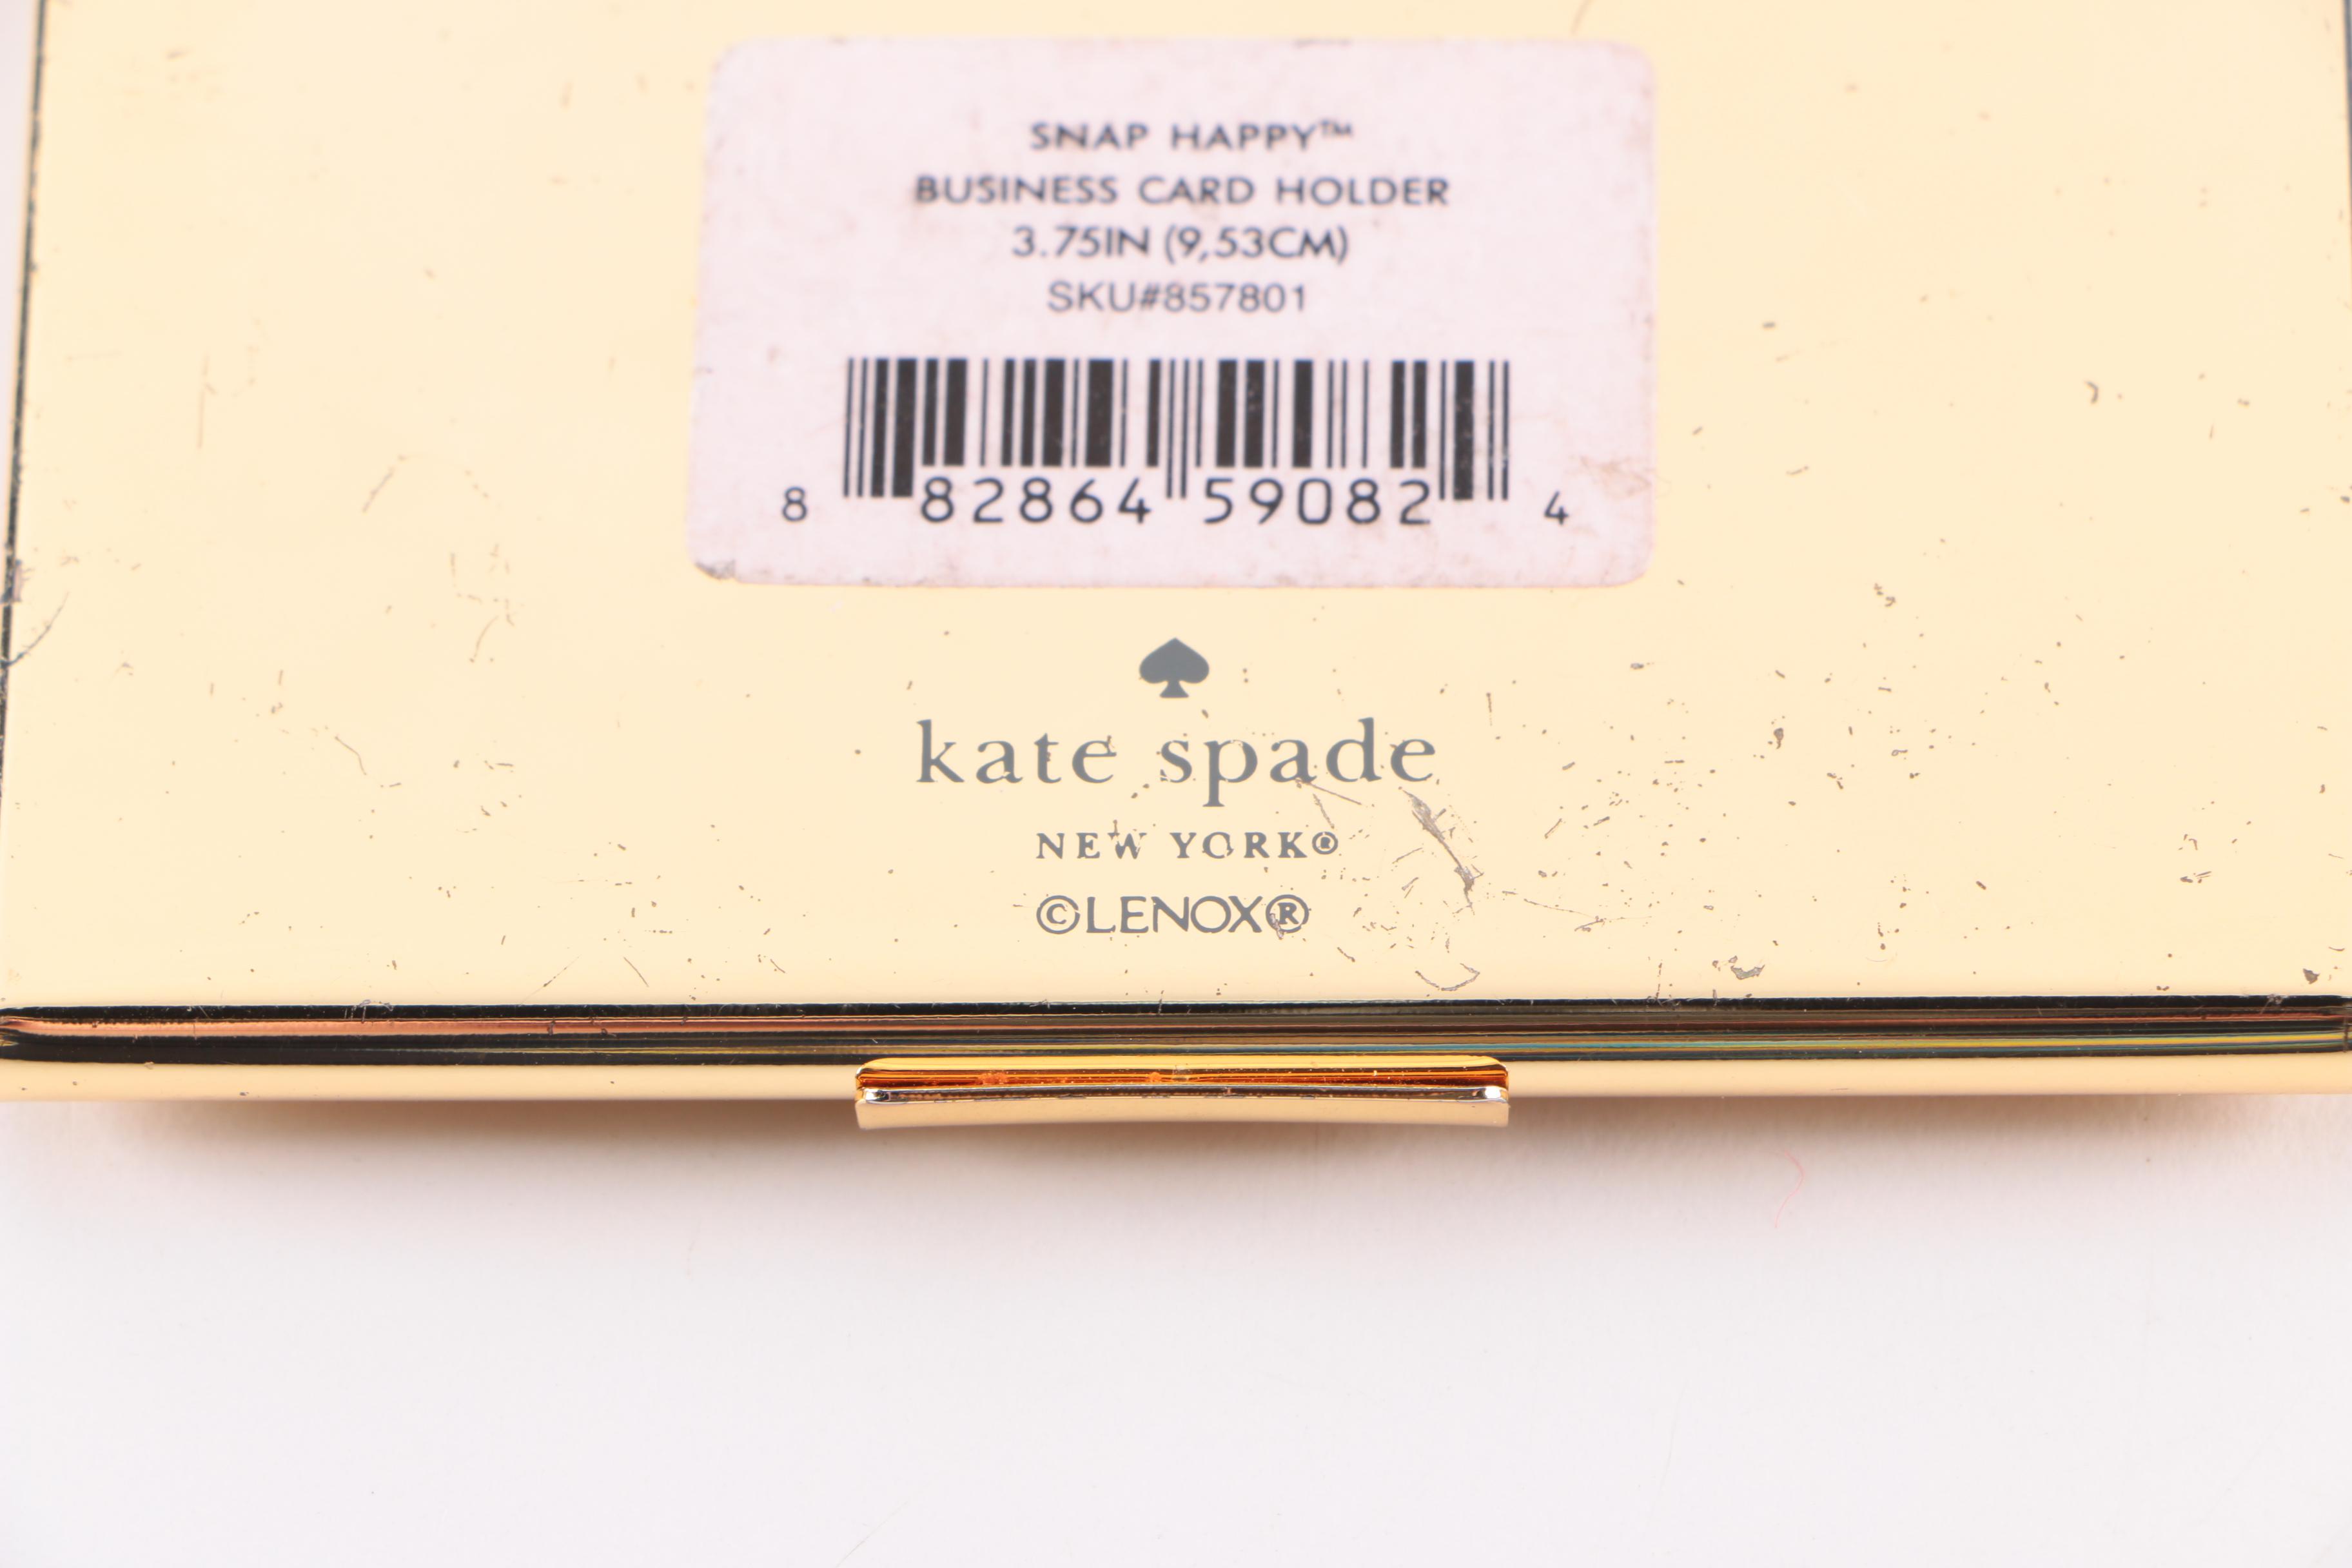 SNAP HAPPY™
BUSINESS CARD HOLDER
3.75IN (9,53CM)
SKU#857801
8 82864 59082 4
kate spade
NEW YORK®
©LENOX®